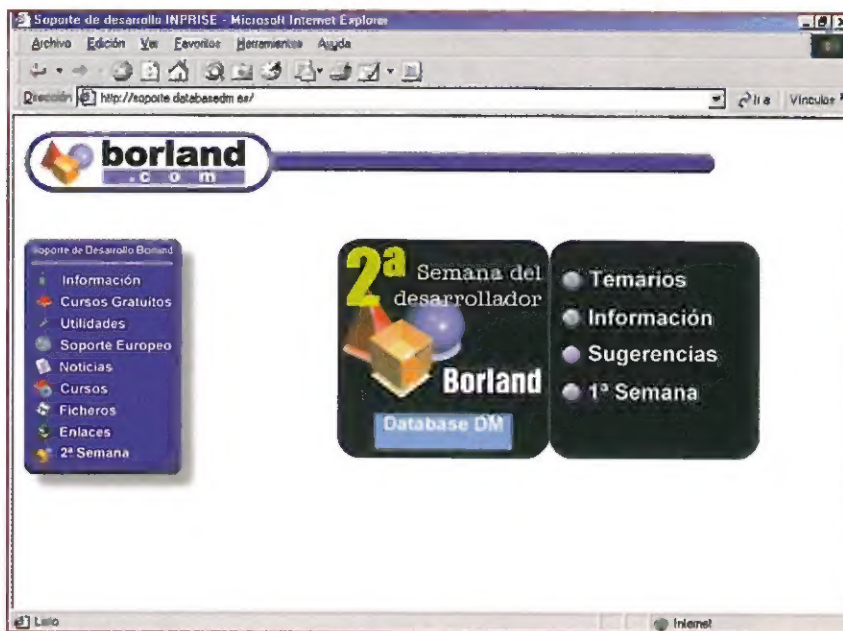 Soporte de desarrollo INPRISE - Microsoft Internet Explorer
Archivo Edición Ver Favoritos Herramientas Ayuda
Dirección http://soporte.databasedm.es/ Ir a Vínculos
borland
.com
Soporte de Desarrollo Borland
Información
Cursos Gratuitos
Utilidades
Soporte Europeo
Noticias
Cursos
Ficheros
Enlaces
2ª Semana
2ª Semana del
desarrollador
Borland
Database DM
Temarios
Información
Sugerencias
1ª Semana
Listo Internet